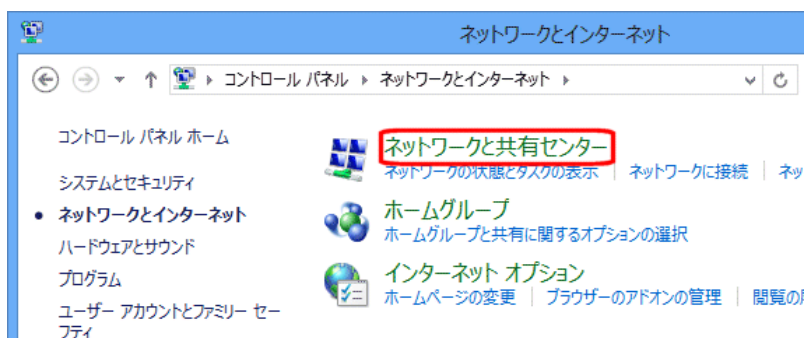 ネットワークとインターネット
コントロール パネル ネットワークとインターネット
コントロール パネル ホーム
システムとセキュリティ
ネットワークとインターネット
ハードウェアとサウンド
プログラム
ユーザー アカウントとファミリー セー
フティ
ネットワークと共有センター
ネットワークの状態とタスクの表示 ネットワークに接続 ネッ
ホームグループ
ホームグループと共有に関するオプションの選択
インターネット オプション
ホームページの変更 ブラウザーのアドオンの管理 閲覧の